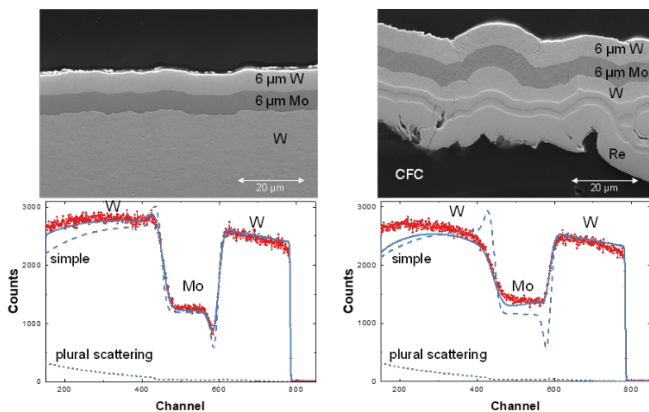 6 µm W
6 µm Mo
W
20 µm
6 µm W
6 µm Mo
W
Re
CFC
20 µm
3000
2000
1000
0
Counts
W
W
simple
Mo
plural scattering
200
400
600
800
Channel
3000
2000
1000
0
Counts
W
W
simple
Mo
plural scattering
200
400
600
800
Channel